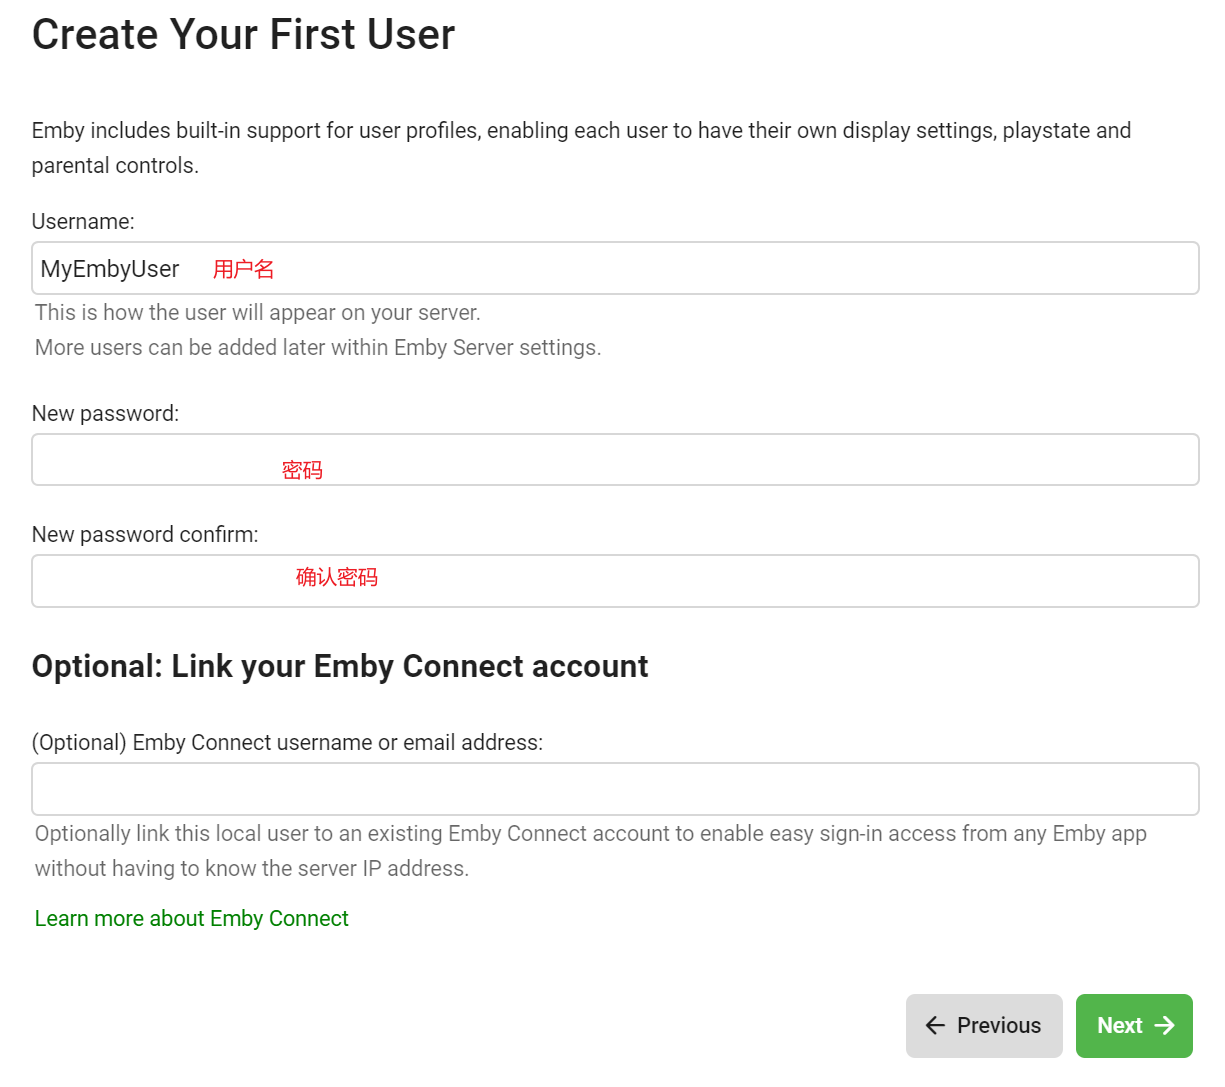 Create Your First User
Emby includes built-in support for user profiles, enabling each user to have their own display settings, playstate and
parental controls.
Username:
MyEmbyUser 用户名
This is how the user will appear on your server.
More users can be added later within Emby Server settings.
New password:
密码
New password confirm:
确认密码
Optional: Link your Emby Connect account
(Optional) Emby Connect username or email address:
Optionally link this local user to an existing Emby Connect account to enable easy sign-in access from any Emby app
without having to know the server IP address.
Learn more about Emby Connect
← Previous Next →